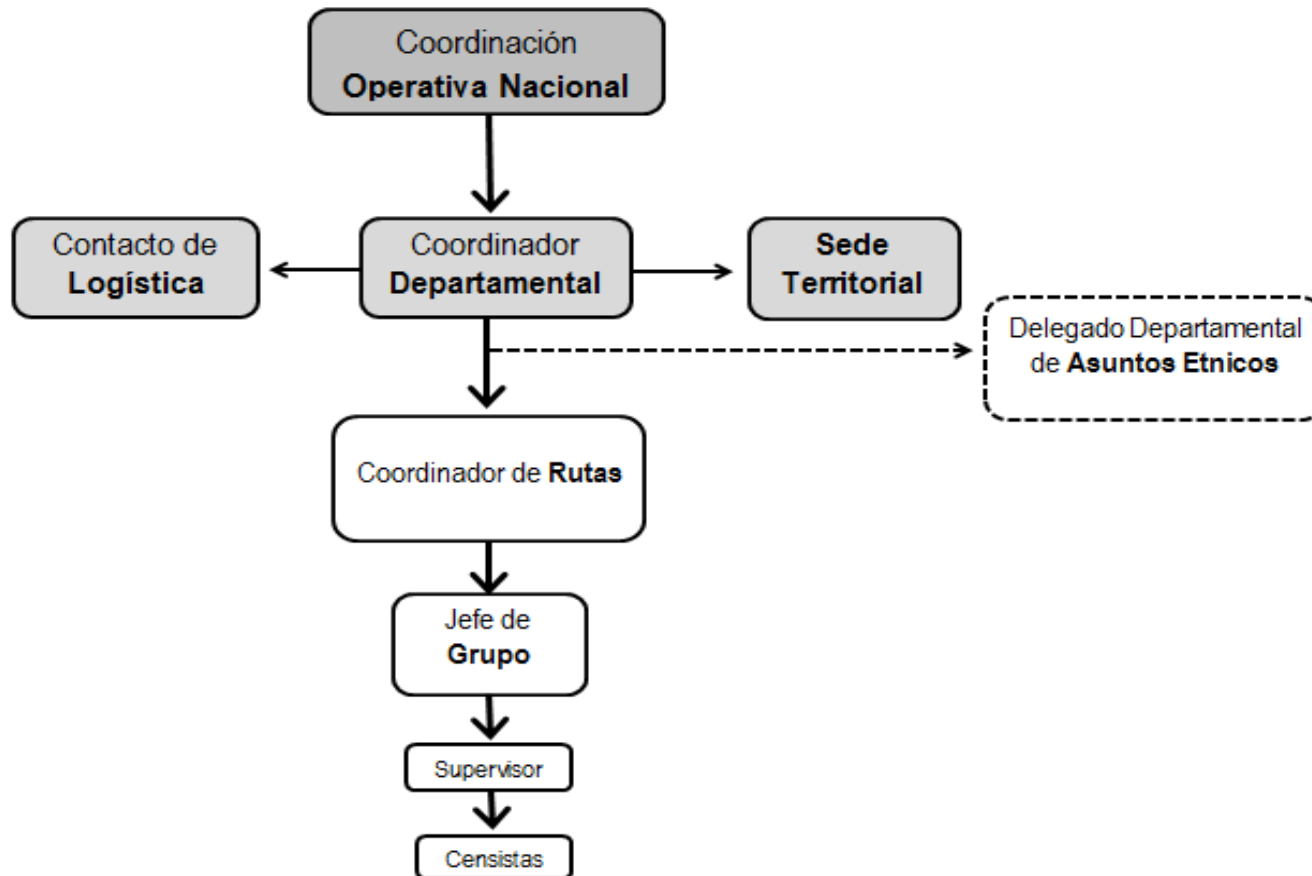 Coordinación
Operativa Nacional
Contacto de
Logística
Coordinador
Departamental
Sede
Territorial
Delegado Departamental
de Asuntos Etnicos
Coordinador de Rutas
Jefe de
Grupo
Supervisor
Censistas